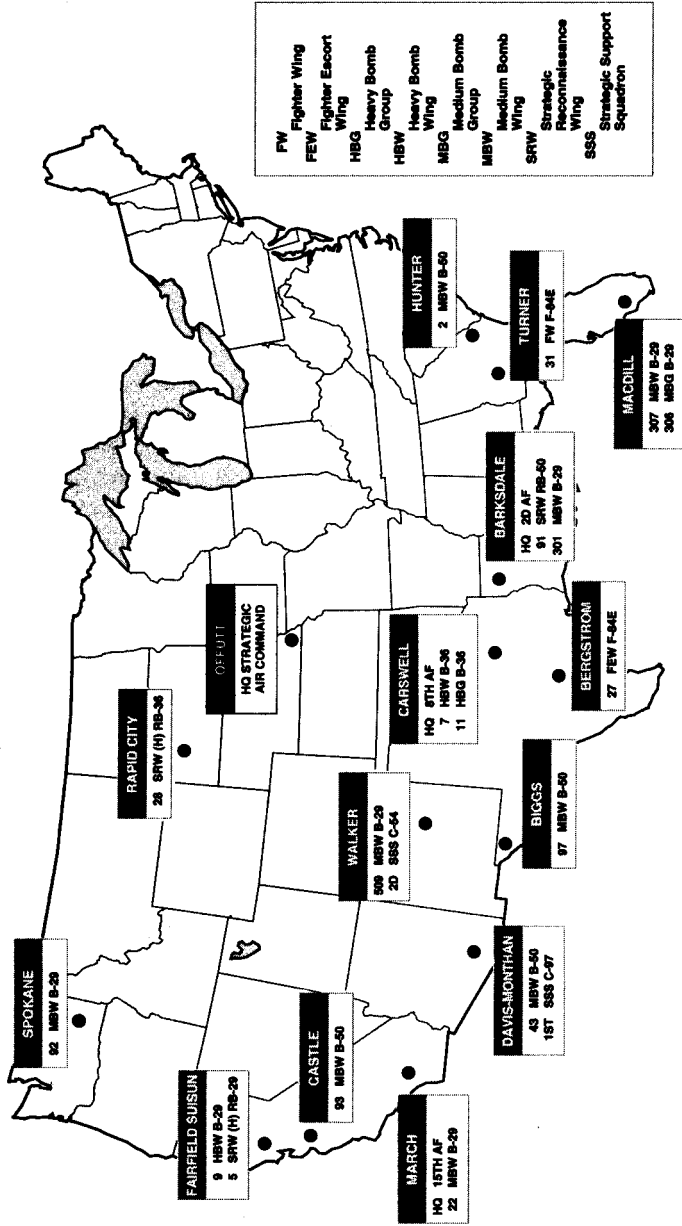 SPOKANE
92 MBW B-29
FAIRFIELD SUISUN
9 HBW B-29
5 SRW (H) RB-29
CASTLE
93 MBW B-50
MARCH
HQ 15TH AF
22 MBW B-29
DAVIS-MONTHAN
43 MBW B-50
1ST SSS C-97
RAPID CITY
28 SRW (H) RB-36
WALKER
509 MBW B-29
2D SSS C-54
BIGGS
97 MBW B-50
OFFUTT
HQ STRATEGIC
AIR COMMAND
CARSWELL
HQ 8TH AF
7 HBW B-36
11 HBG B-36
BERGSTROM
27 FEW F-84E
BARKSDALE
HQ 2D AF
91 SRW RB-50
301 MBW B-29
HUNTER
2 MBW B-50
TURNER
31 FW F-84E
MACDILL
307 MBW B-29
306 MBG B-29
FW
Fighter Wing
FEW
Fighter Escort
Wing
HBG
Heavy Bomb
Group
HBW
Heavy Bomb
Wing
MBG
Medium Bomb
Group
MBW
Medium Bomb
Wing
SRW
Strategic
Reconnaissance
Wing
SSS
Strategic Support
Squadron